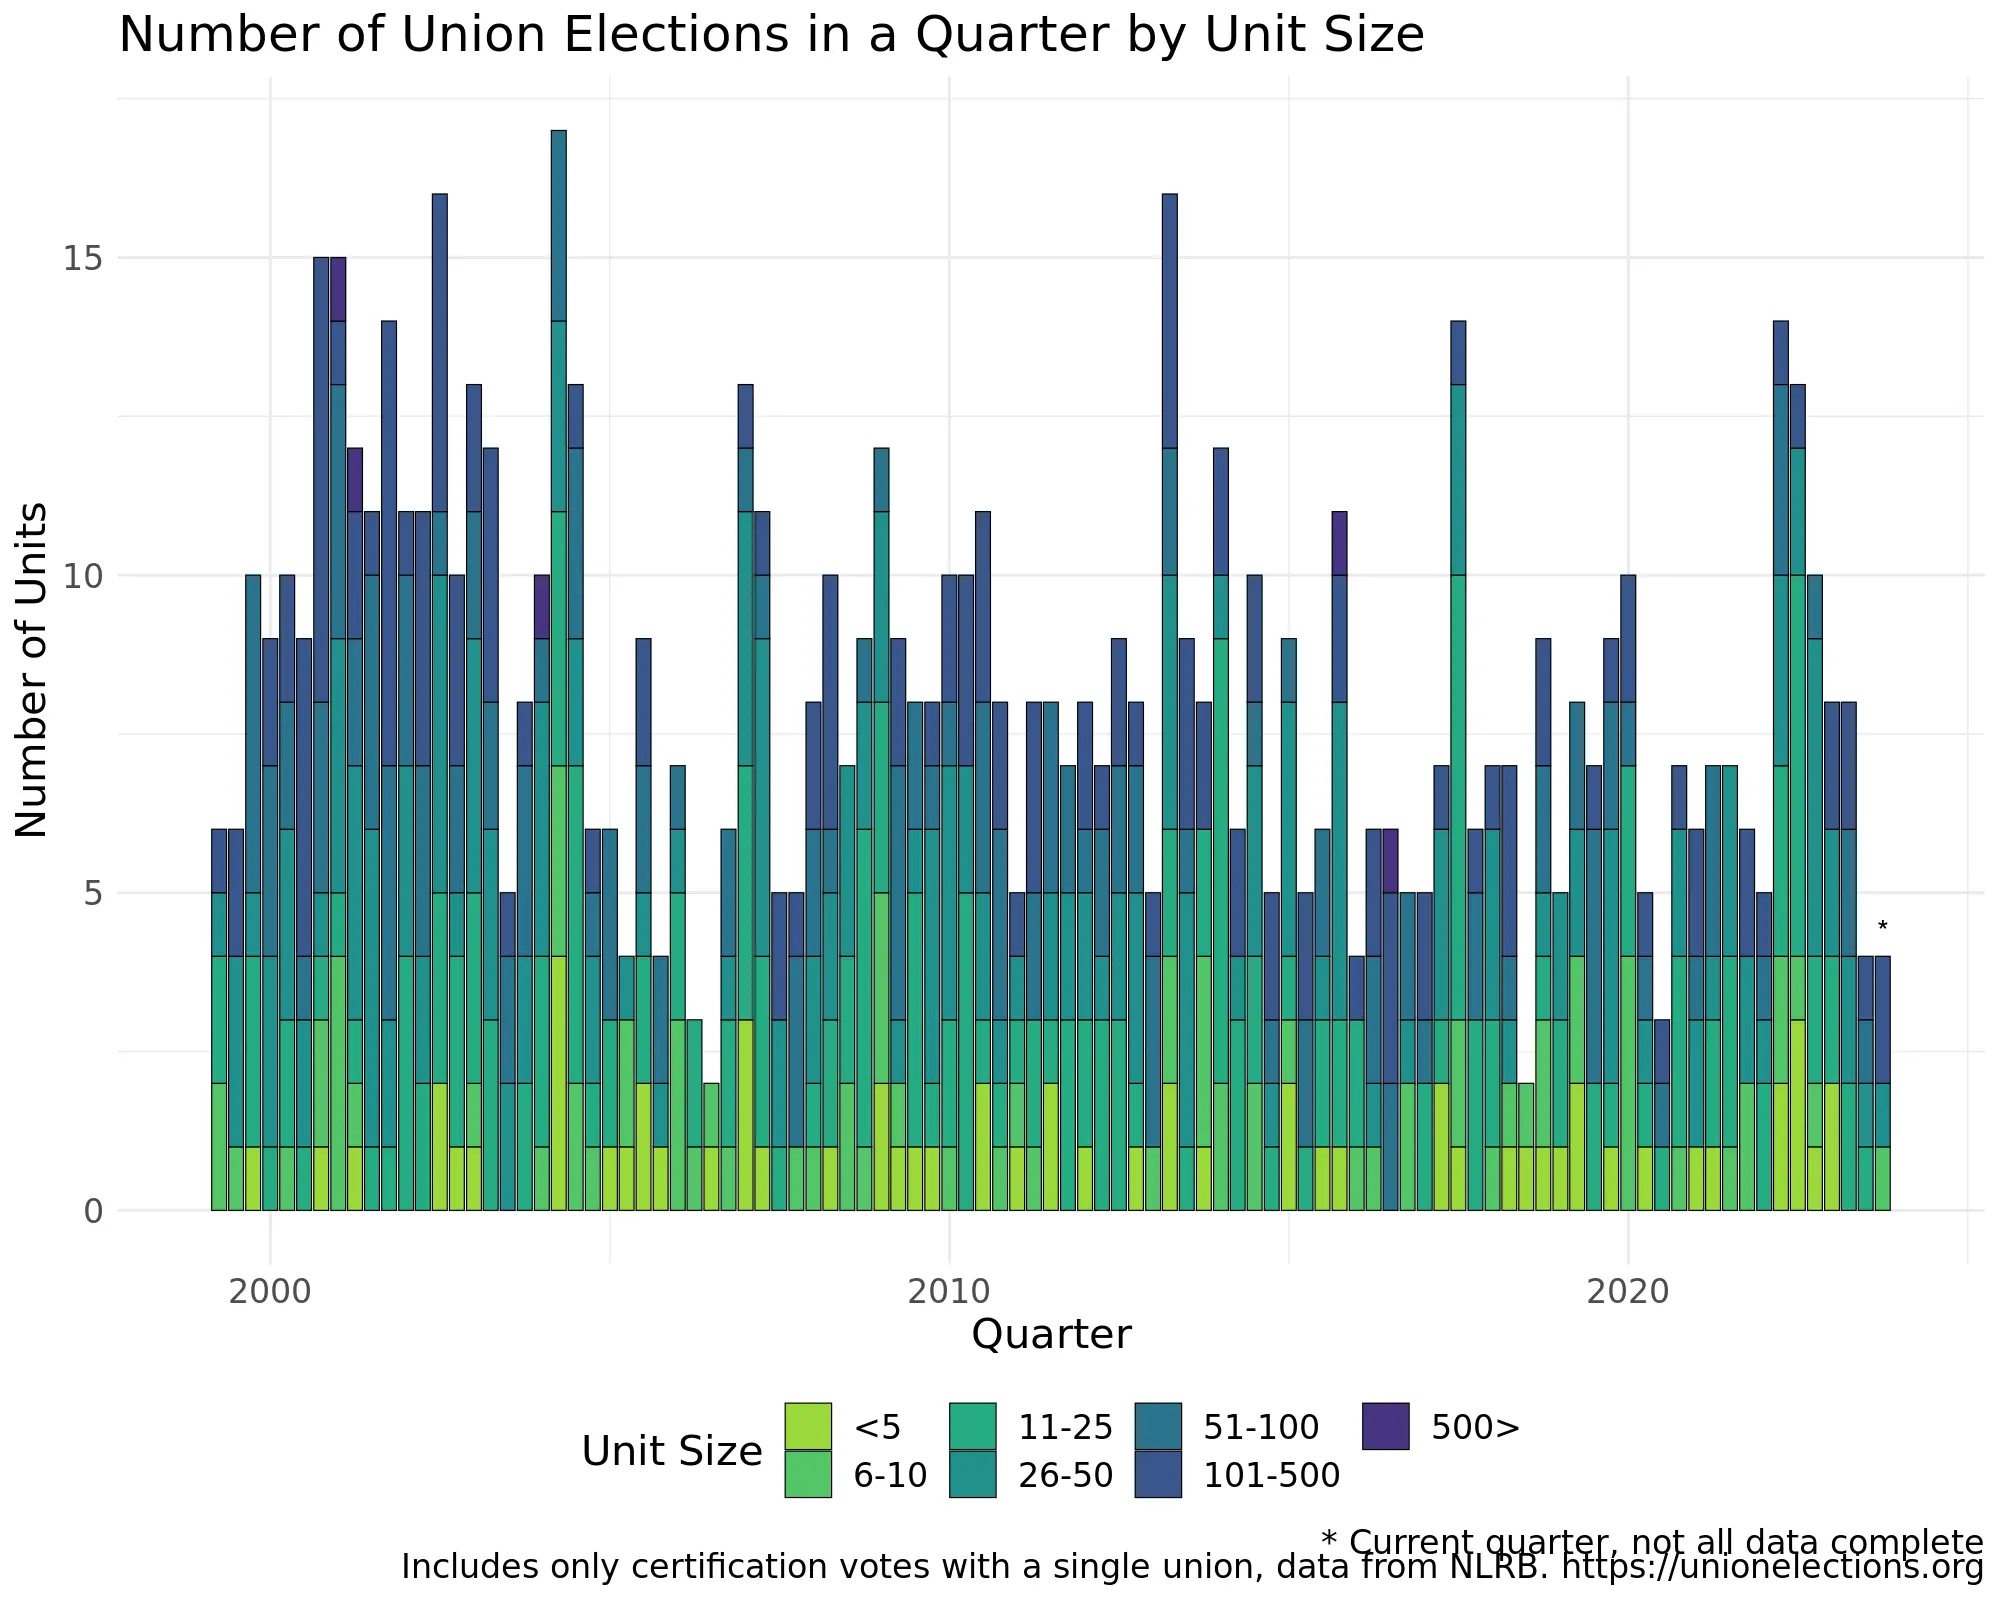 Number of Union Elections in a Quarter by Unit Size
Number of Units
15
10
5
0
*
2000 2010 2020
Quarter
Unit Size
<5 11-25 51-100 500>
6-10 26-50 101-500
* Current quarter, not all data complete
Includes only certification votes with a single union, data from NLRB. https://unionelections.org